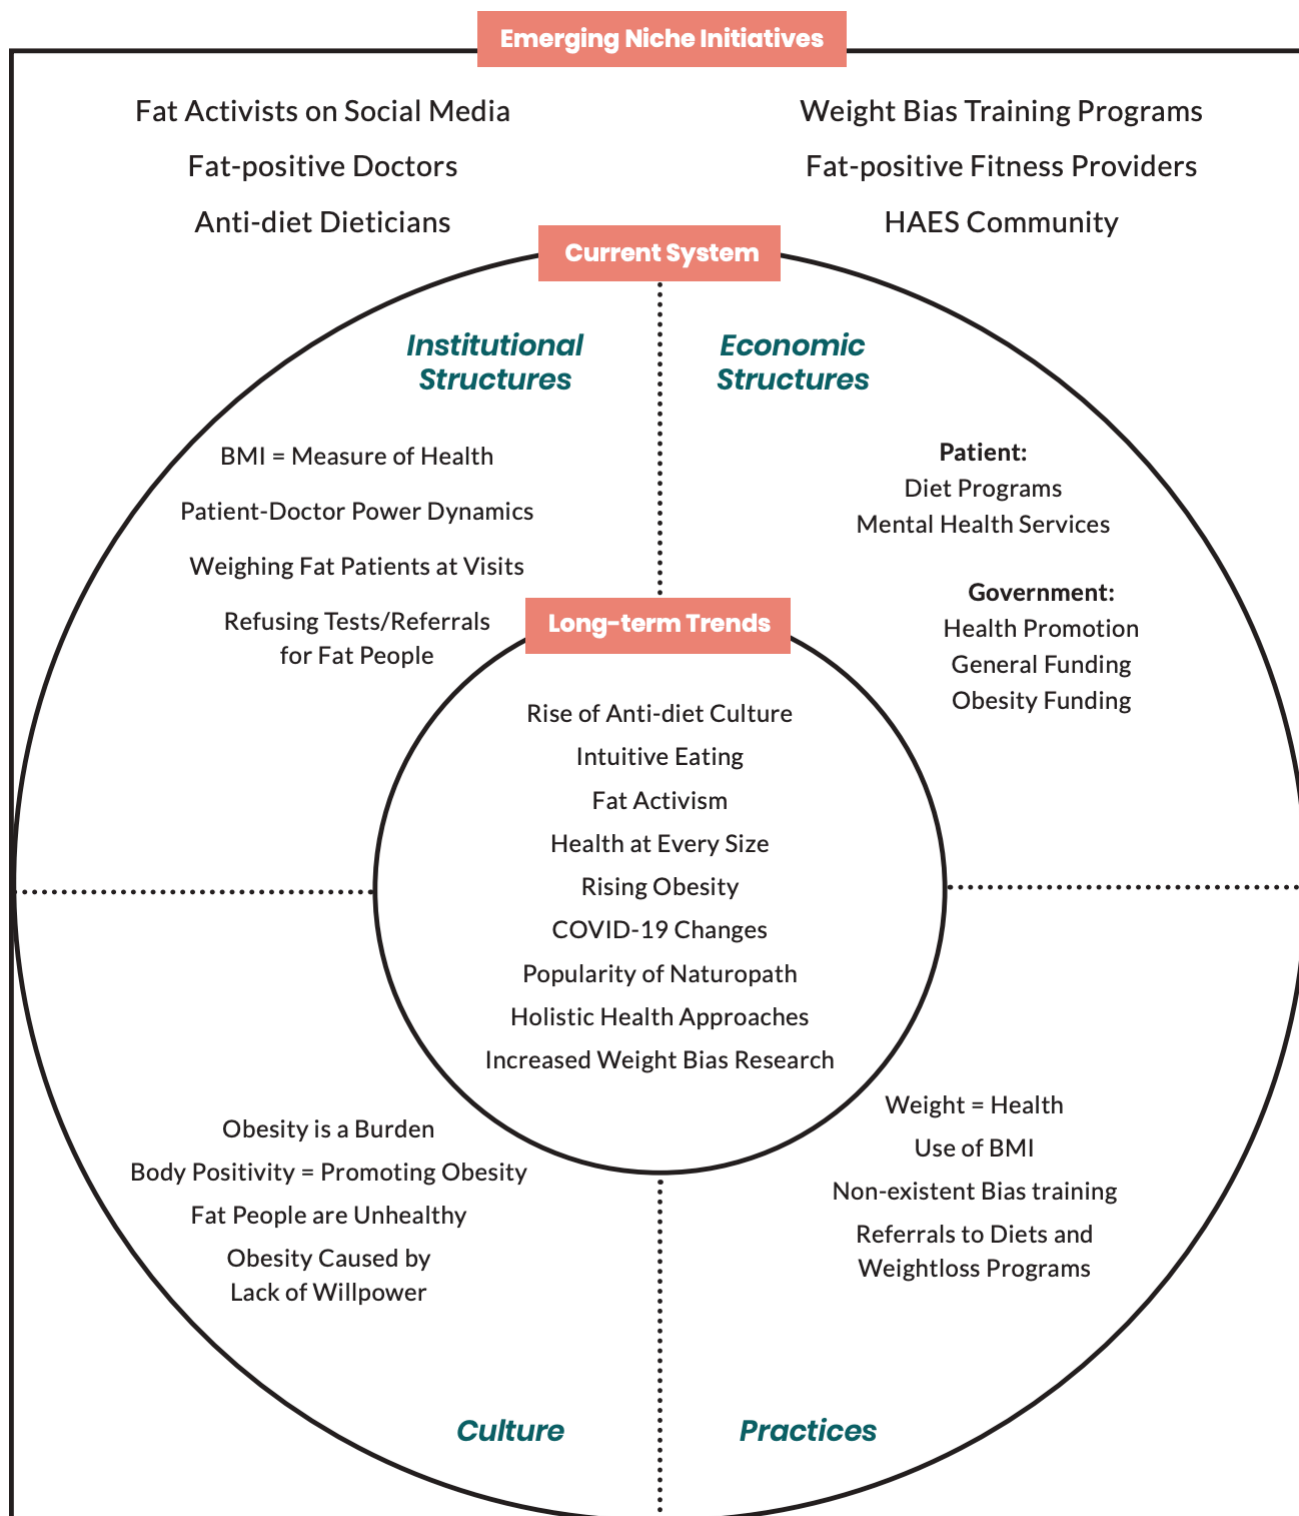 Emerging Niche Initiatives
Fat Activists on Social Media
Fat-positive Doctors
Anti-diet Dieticians
Weight Bias Training Programs
Fat-positive Fitness Providers
HAES Community
Current System
Institutional
Structures
BMI = Measure of Health
Patient-Doctor Power Dynamics
Weighing Fat Patients at Visits
Refusing Tests/Referrals
for Fat People
Economic
Structures
Patient:
Diet Programs
Mental Health Services
Government:
Health Promotion
General Funding
Obesity Funding
Long-term Trends
Rise of Anti-diet Culture
Intuitive Eating
Fat Activism
Health at Every Size
Rising Obesity
COVID-19 Changes
Popularity of Naturopath
Holistic Health Approaches
Increased Weight Bias Research
Obesity is a Burden
Body Positivity = Promoting Obesity
Fat People are Unhealthy
Obesity Caused by
Lack of Willpower
Culture
Weight = Health
Use of BMI
Non-existent Bias training
Referrals to Diets and
Weightloss Programs
Practices